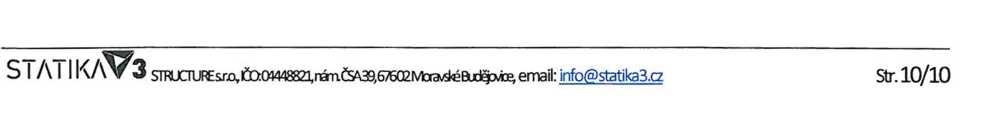 STATIKA 3 STRUCTURE s.r.o., IČO:04448821, nám. ČSA 39, 67602 Moravské Budějovice, email: info@statika3.cz Str. 10/10